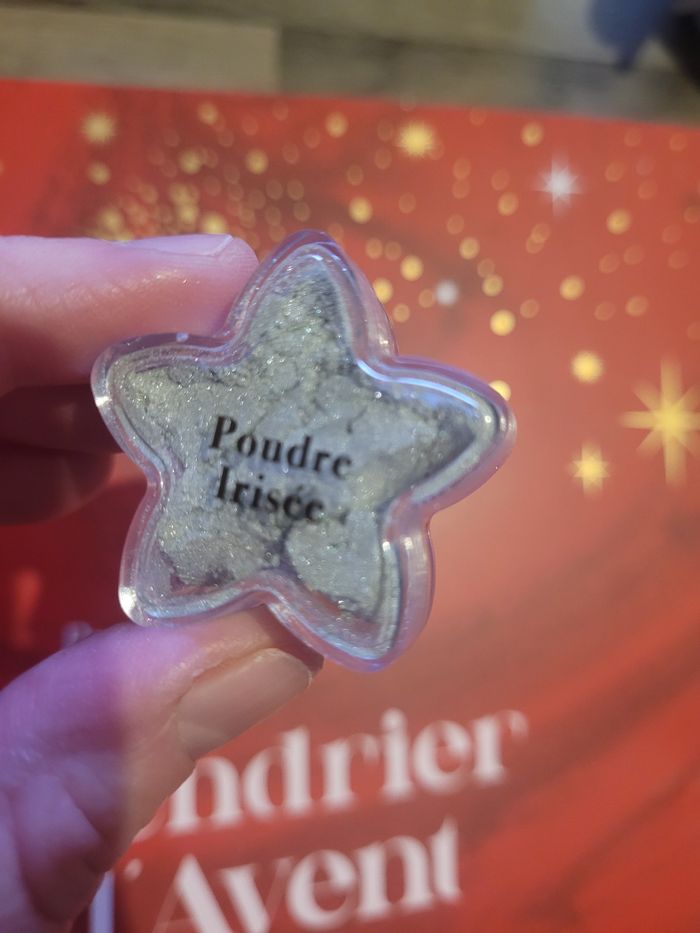 Poudre
Irisée
ndrier
'Avent